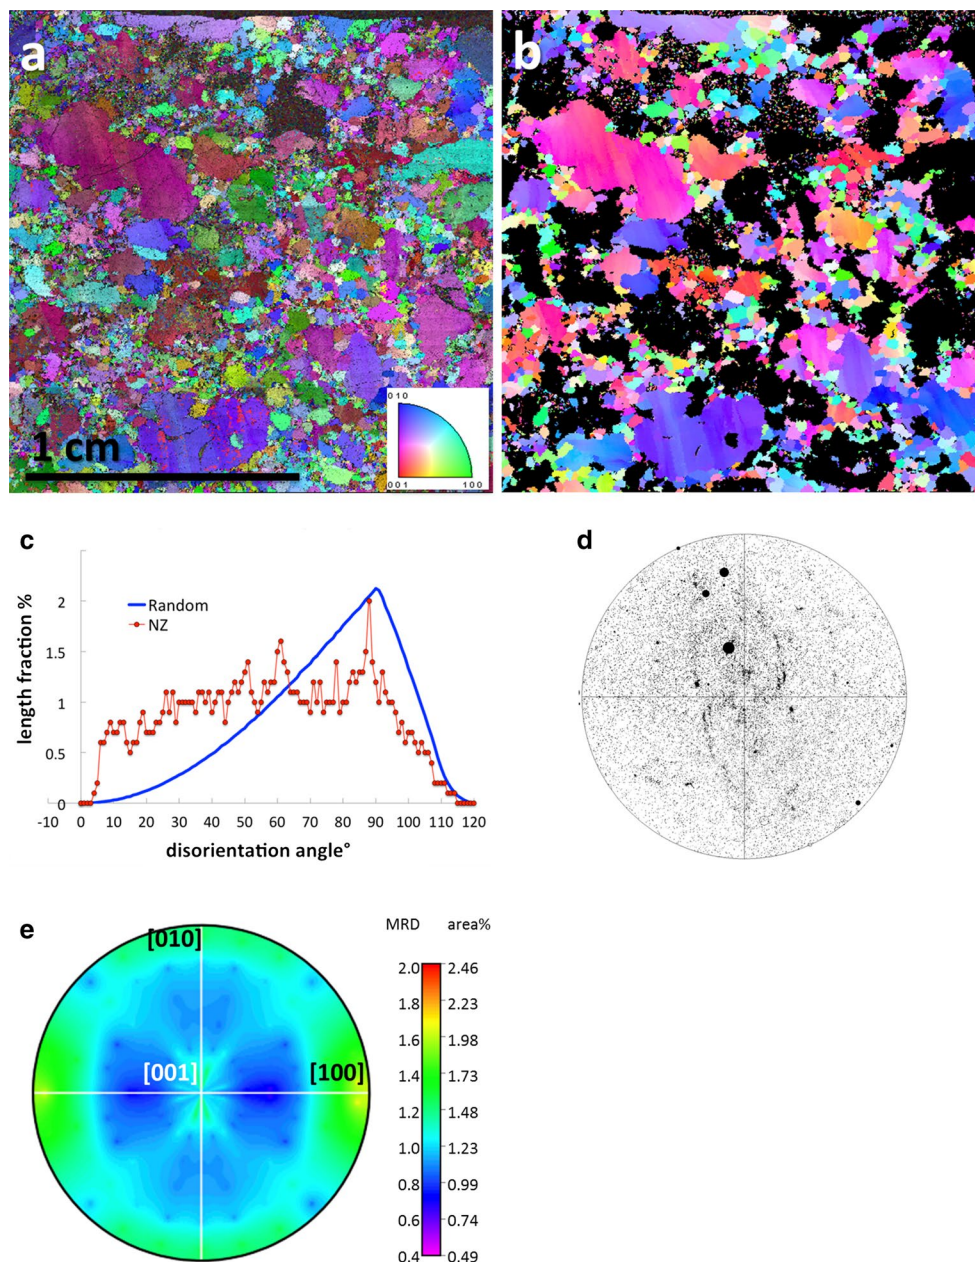 a
b
0 1 0
0 0 1
1 0 0
1 cm
c
length fraction %
2
1.5
1
0.5
0
Random
NZ
-10 0 10 20 30 40 50 60 70 80 90 100 110 120
disorientation angle°
d
e
[010]
[001]
[100]
MRD area%
2.0 2.46
1.8 2.23
1.6 1.98
1.4 1.73
1.2 1.48
1.0 1.23
0.8 0.99
0.6 0.74
0.4 0.49